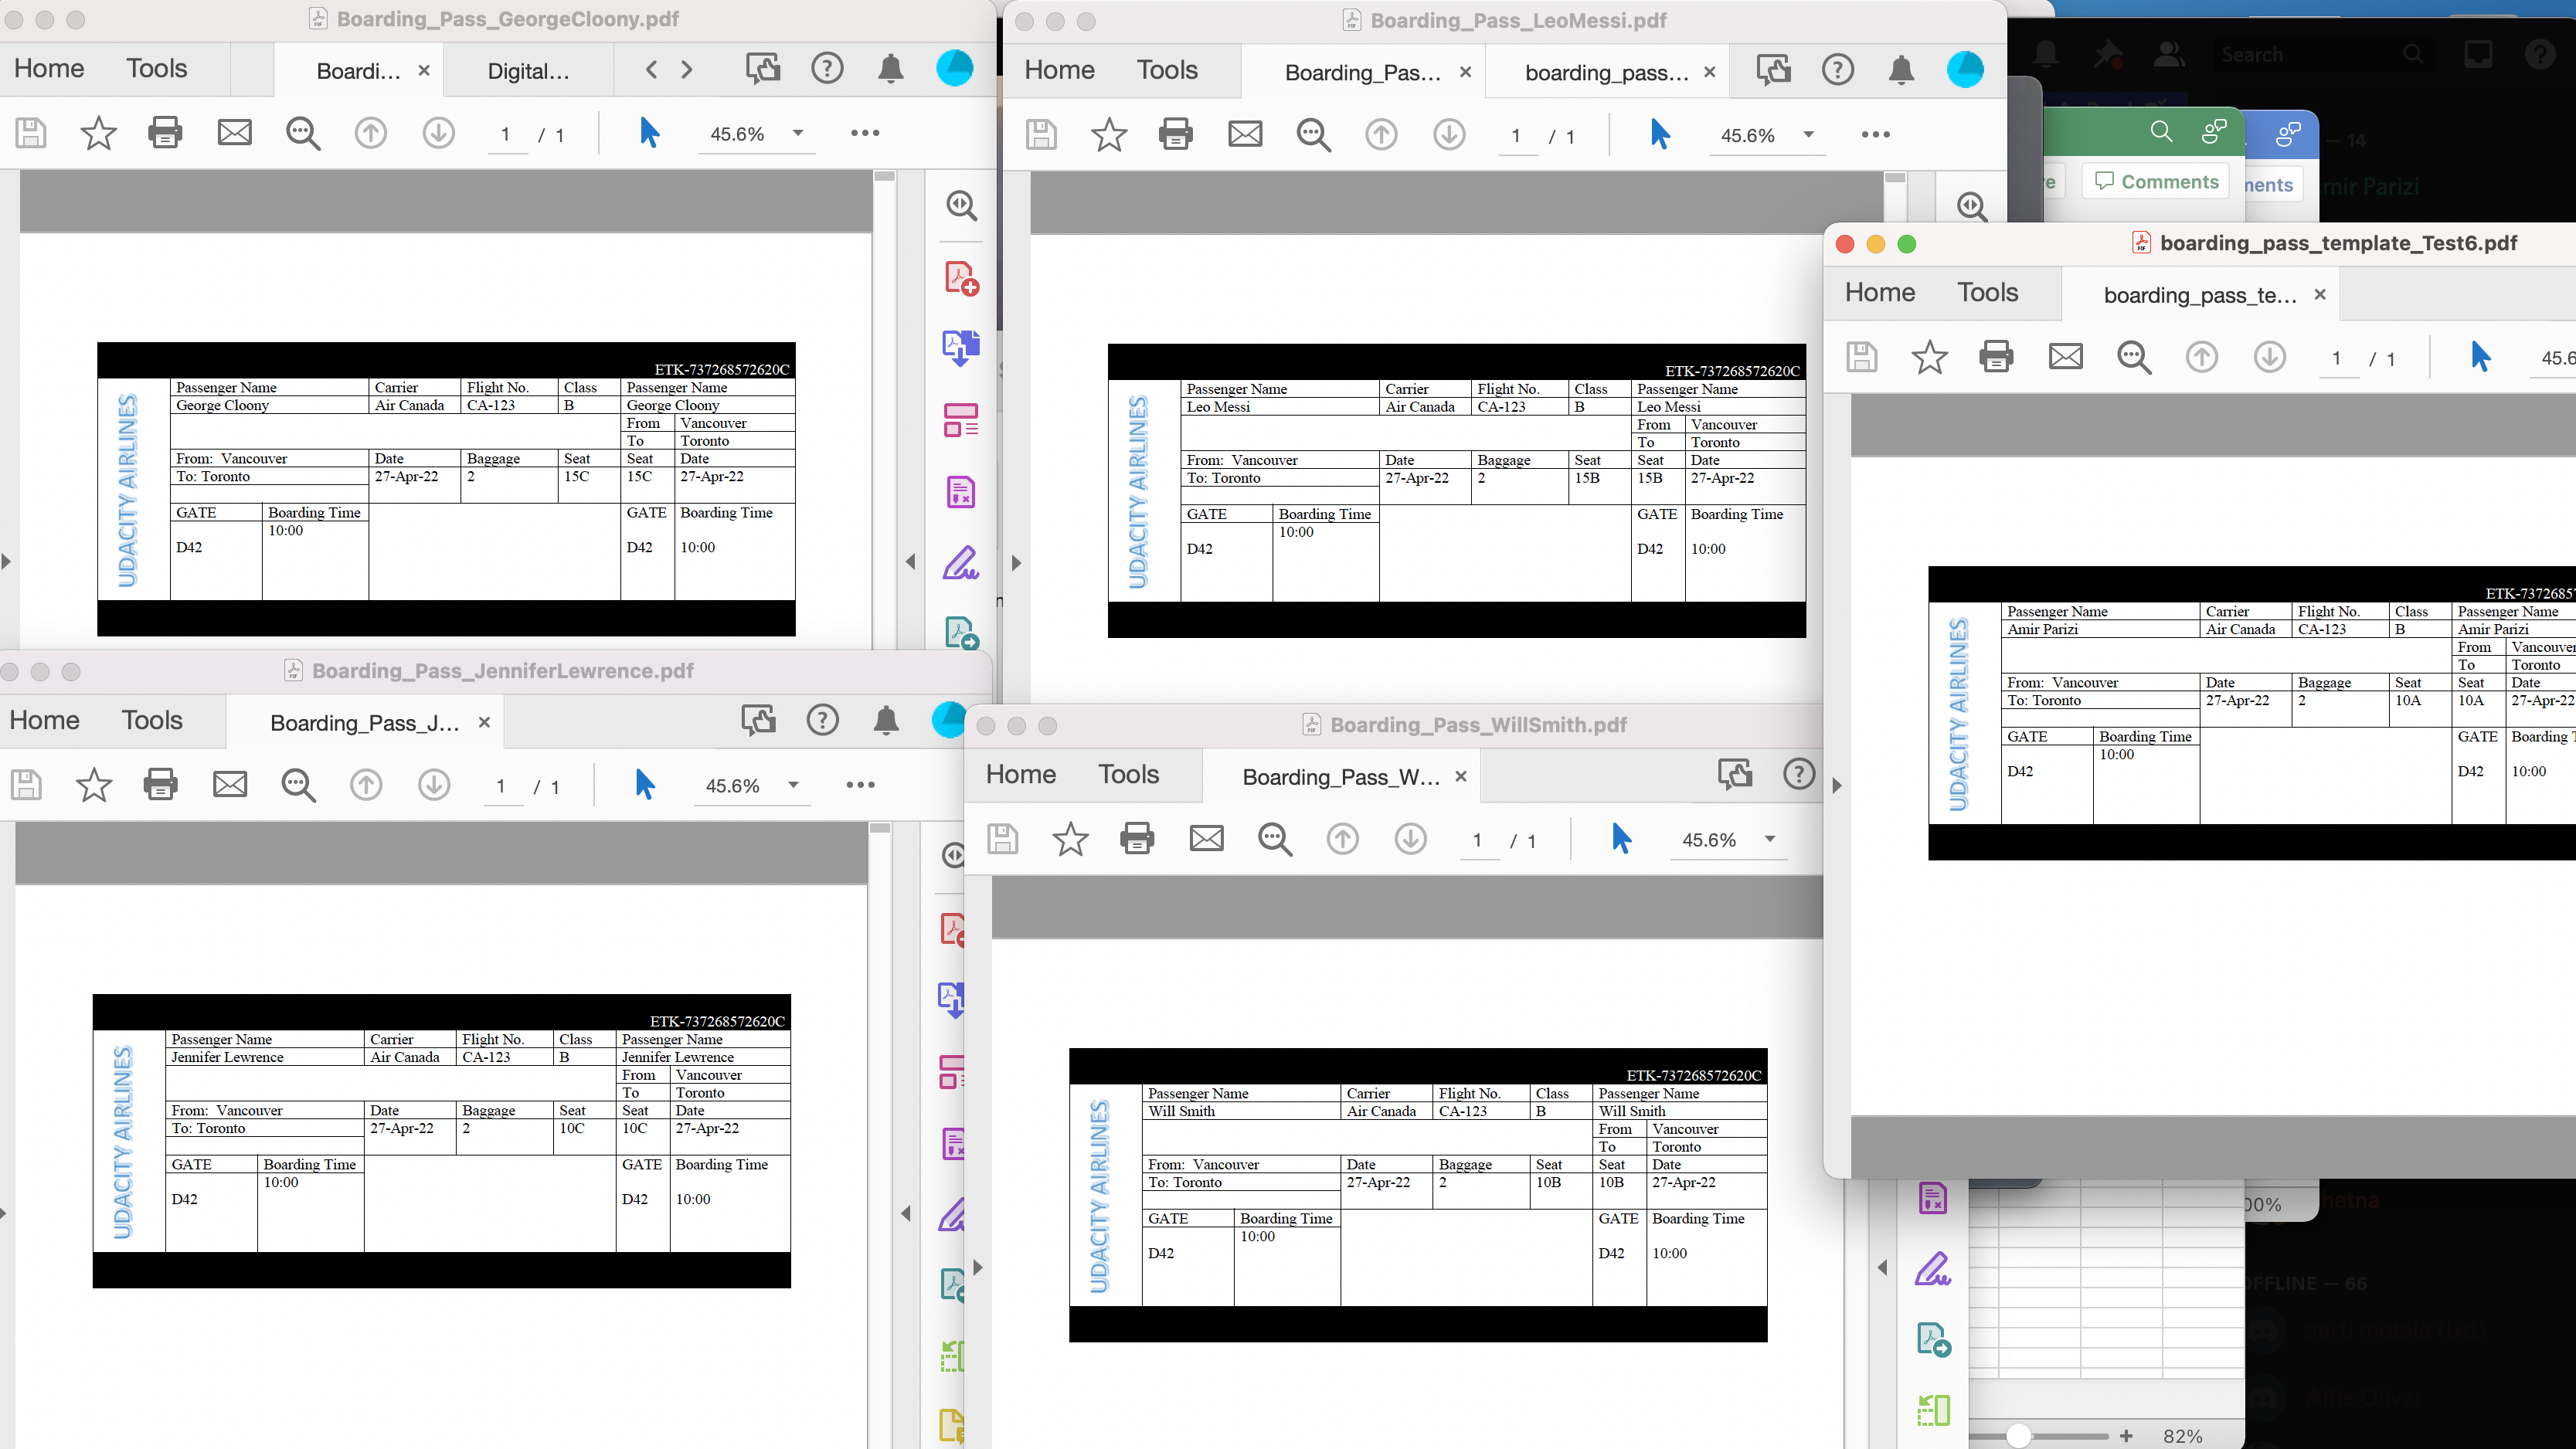 Boarding_Pass_GeorgeCloony.pdf
Home Tools Boardi... × Digital...
1 / 1 45.6%
ETK-737268572620C
UDACITY AIRLINES
Passenger Name Carrier Flight No. Class Passenger Name
George Cloony Air Canada CA-123 B George Cloony
From Vancouver
To Toronto
From: Vancouver Date Baggage Seat Seat Date
To: Toronto 27-Apr-22 2 15C 15C 27-Apr-22
GATE Boarding Time GATE Boarding Time
10:00
D42 D42 10:00
Boarding_Pass_LeoMessi.pdf
Home Tools Boarding_Pas... × boarding_pass... ×
1 / 1 45.6%
ETK-737268572620C
UDACITY AIRLINES
Passenger Name Carrier Flight No. Class Passenger Name
Leo Messi Air Canada CA-123 B Leo Messi
From Vancouver
To Toronto
From: Vancouver Date Baggage Seat Seat Date
To: Toronto 27-Apr-22 2 15B 15B 27-Apr-22
GATE Boarding Time GATE Boarding Time
10:00
D42 D42 10:00
Search
— 14
mir Parizi
Comments
ments
boarding_pass_template_Test6.pdf
Home Tools boarding_pass_te... ×
1 / 1 45.6
ETK-7372685
UDACITY AIRLINES
Passenger Name Carrier Flight No. Class Passenger Name
Amir Parizi Air Canada CA-123 B Amir Parizi
From Vancouver
To Toronto
From: Vancouver Date Baggage Seat Seat Date
To: Toronto 27-Apr-22 2 10A 10A 27-Apr-22
GATE Boarding Time GATE Boarding T
10:00
D42 D42 10:00
Boarding_Pass_JenniferLewrence.pdf
Home Tools Boarding_Pass_J... ×
1 / 1 45.6%
ETK-737268572620C
UDACITY AIRLINES
Passenger Name Carrier Flight No. Class Passenger Name
Jennifer Lewrence Air Canada CA-123 B Jennifer Lewrence
From Vancouver
To Toronto
From: Vancouver Date Baggage Seat Seat Date
To: Toronto 27-Apr-22 2 10C 10C 27-Apr-22
GATE Boarding Time GATE Boarding Time
10:00
D42 D42 10:00
Boarding_Pass_WillSmith.pdf
Home Tools Boarding_Pass_W... ×
1 / 1 45.6%
ETK-737268572620C
UDACITY AIRLINES
Passenger Name Carrier Flight No. Class Passenger Name
Will Smith Air Canada CA-123 B Will Smith
From Vancouver
To Toronto
From: Vancouver Date Baggage Seat Seat Date
To: Toronto 27-Apr-22 2 10B 10B 27-Apr-22
GATE Boarding Time GATE Boarding Time
10:00
D42 D42 10:00
00%
hetna
OFFLINE — 66
82%